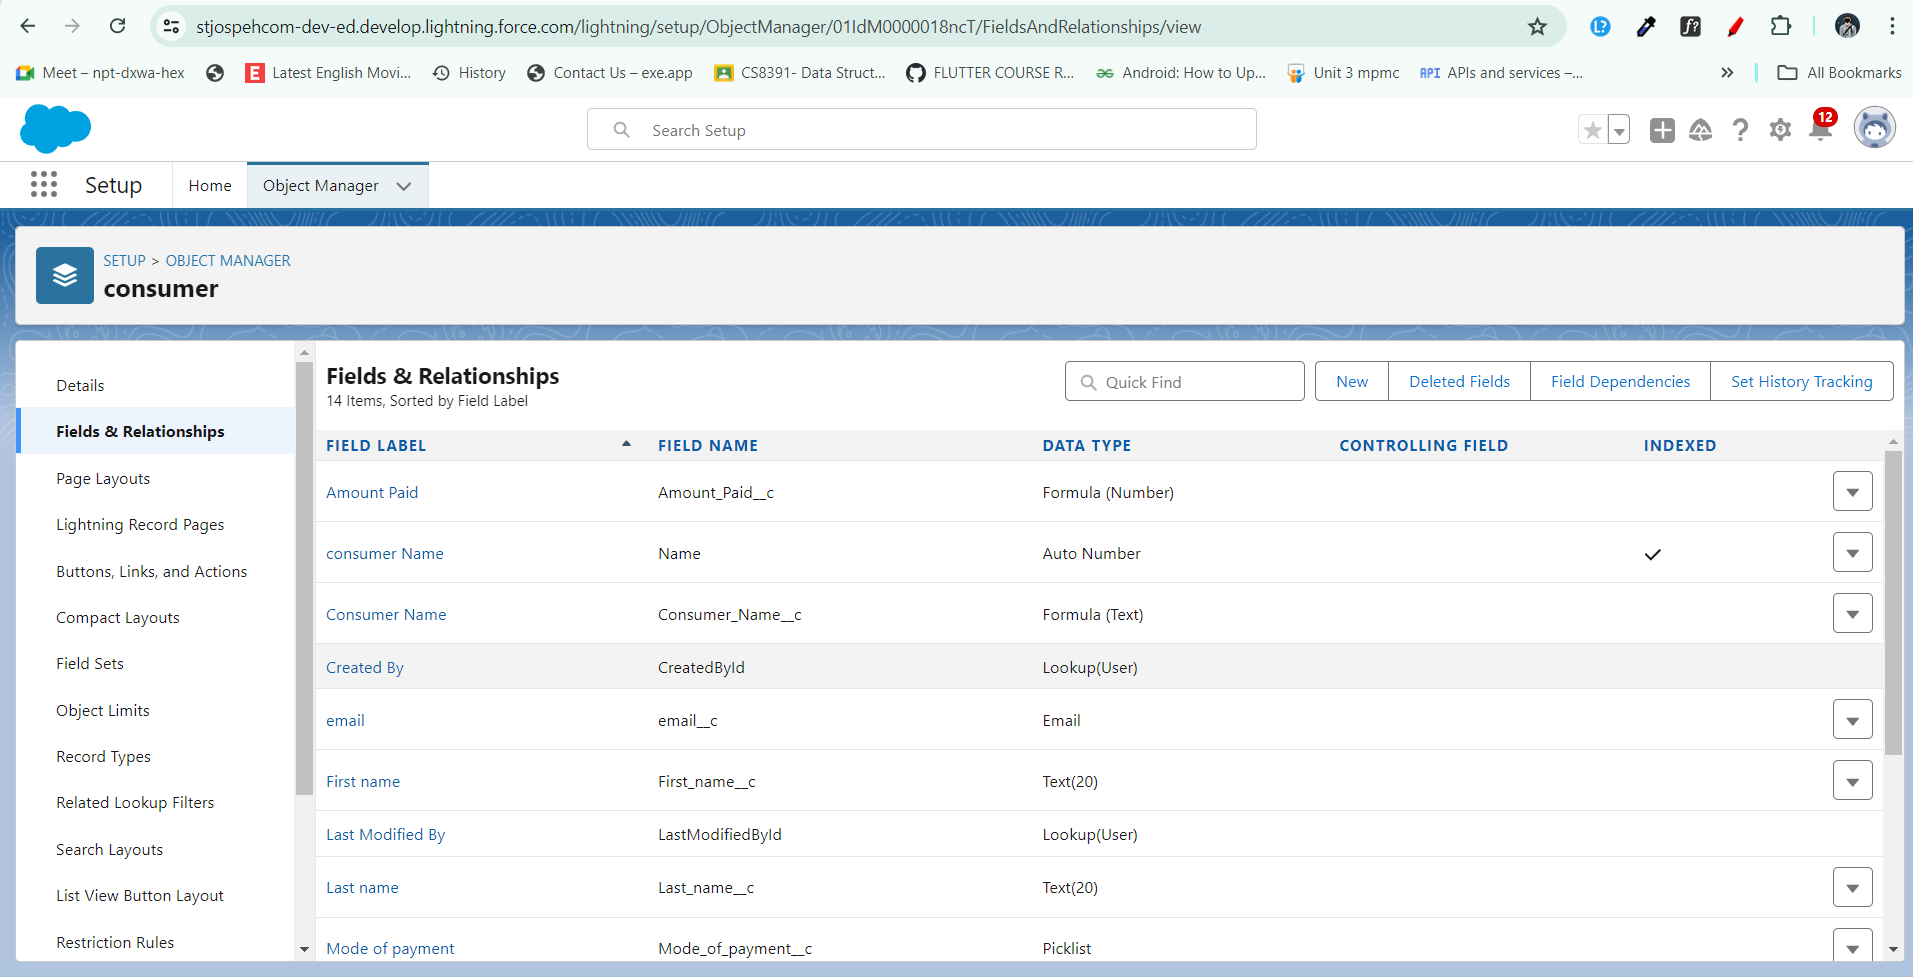 stjospehcom-dev-ed.develop.lightning.force.com/lightning/setup/ObjectManager/01IdM0000018ncT/FieldsAndRelationships/view
Meet – npt-dxwa-hex Latest English Movi... History Contact Us – exe.app CS8391- Data Struct... FLUTTER COURSE R... Android: How to Up... Unit 3 mpmc API APIs and services –... All Bookmarks
Search Setup 12
Setup Home Object Manager
SETUP > OBJECT MANAGER
consumer
Details
Fields & Relationships
Page Layouts
Lightning Record Pages
Buttons, Links, and Actions
Compact Layouts
Field Sets
Object Limits
Record Types
Related Lookup Filters
Search Layouts
List View Button Layout
Restriction Rules
Fields & Relationships
14 Items, Sorted by Field Label
Quick Find New Deleted Fields Field Dependencies Set History Tracking
FIELD LABEL FIELD NAME DATA TYPE CONTROLLING FIELD INDEXED
Amount Paid Amount_Paid__c Formula (Number)
consumer Name Name Auto Number
Consumer Name Consumer_Name__c Formula (Text)
Created By CreatedById Lookup(User)
email email__c Email
First name First_name__c Text(20)
Last Modified By LastModifiedById Lookup(User)
Last name Last_name__c Text(20)
Mode of payment Mode_of_payment__c Picklist